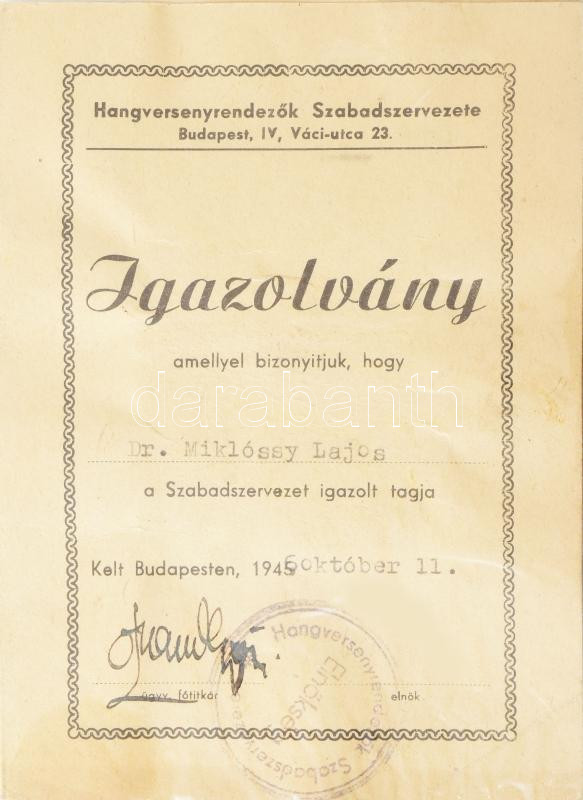 Hangversenyrendezők Szabadszervezete
Budapest, IV, Váci-utca 23.
Igazolvány
amellyel bizonyitjuk, hogy
darabanth
Dr. Miklóssy Lajos
a Szabadszervezet igazolt tagja
Kelt Budapesten, 1945 október 11.
ügyv. főtitkár
elnök
Hangversenyrendezők Szabadszervezete